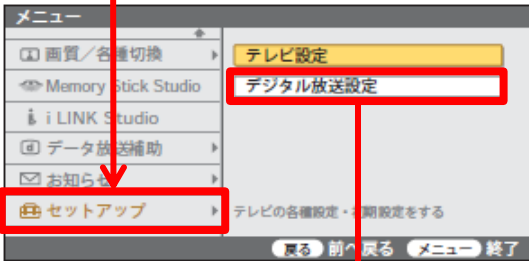 メニュー
画質／各種切換
テレビ設定
Memory Stick Studio
デジタル放送設定
i LINK Studio
データ放送補助
お知らせ
セットアップ
テレビの各種設定・初期設定をする
戻る 前へ戻る メニュー 終了